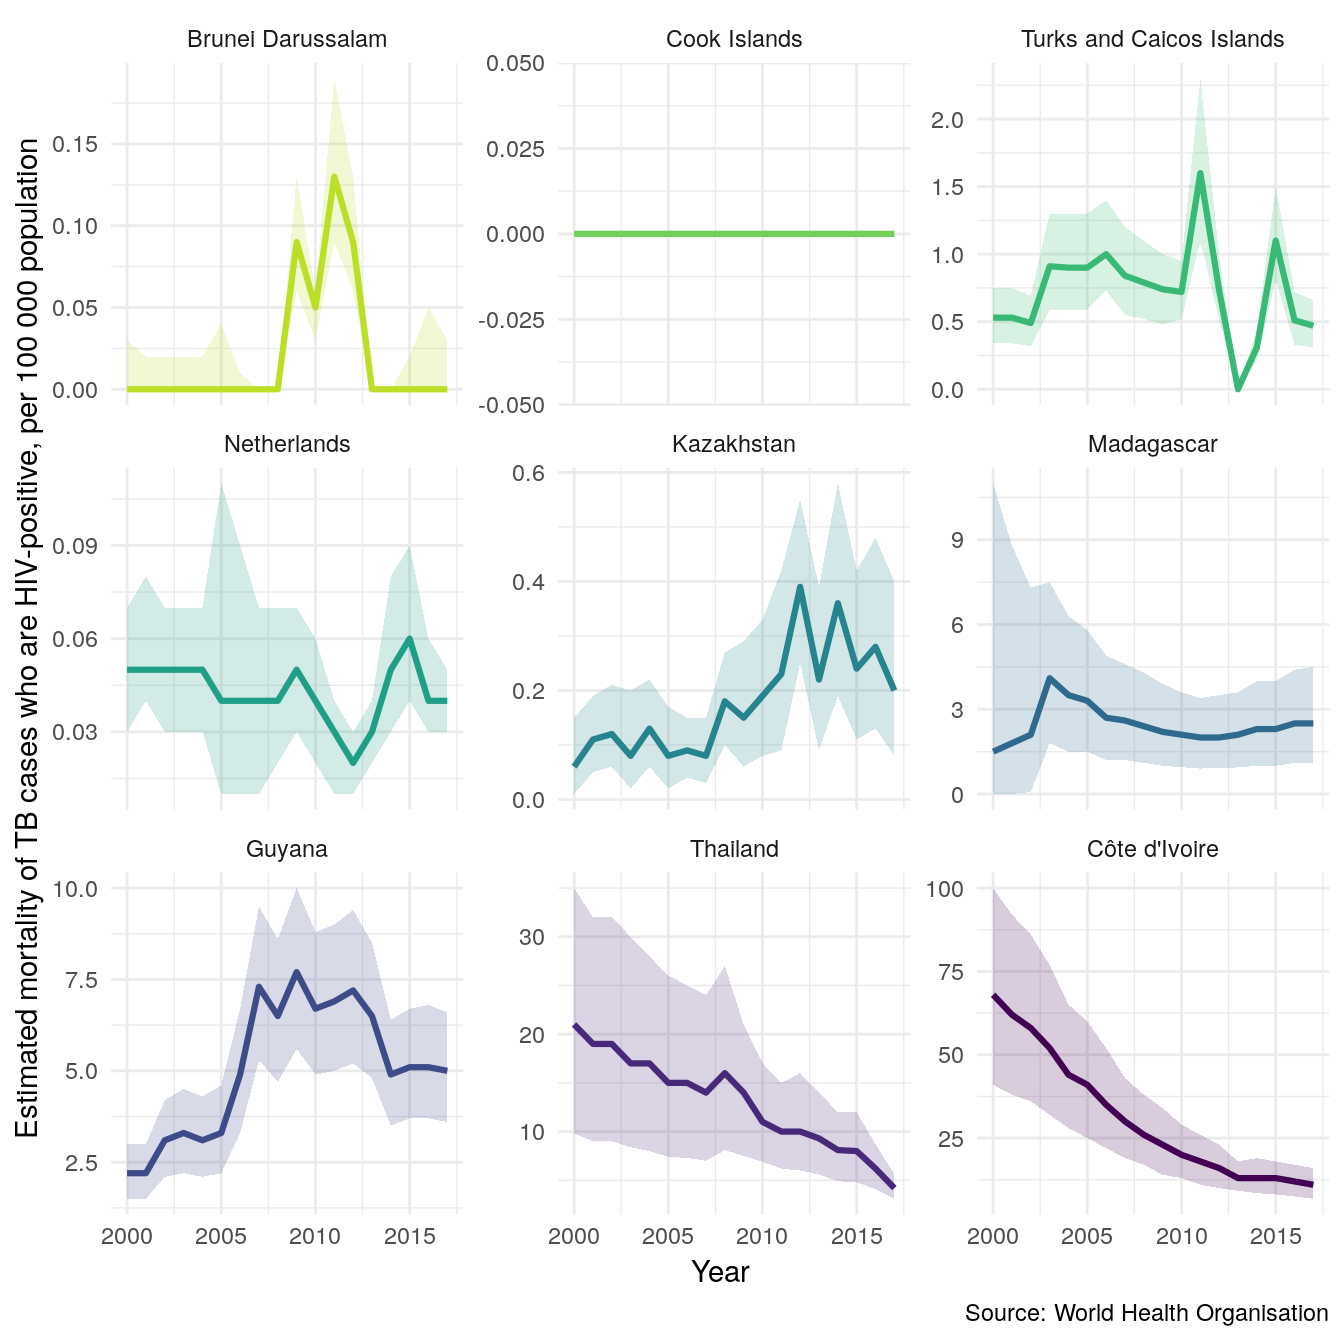 Estimated mortality of TB cases who are HIV-positive, per 100 000 population
Brunei Darussalam
0.15
0.10
0.05
0.00
Cook Islands
0.050
0.025
0.000
-0.025
-0.050
Turks and Caicos Islands
2.0
1.5
1.0
0.5
0.0
Netherlands
0.09
0.06
0.03
Kazakhstan
0.6
0.4
0.2
0.0
Madagascar
9
6
3
0
Guyana
10.0
7.5
5.0
2.5
2000 2005 2010 2015
Thailand
30
20
10
2000 2005 2010 2015
Côte d'Ivoire
100
75
50
25
2000 2005 2010 2015
Year
Source: World Health Organisation